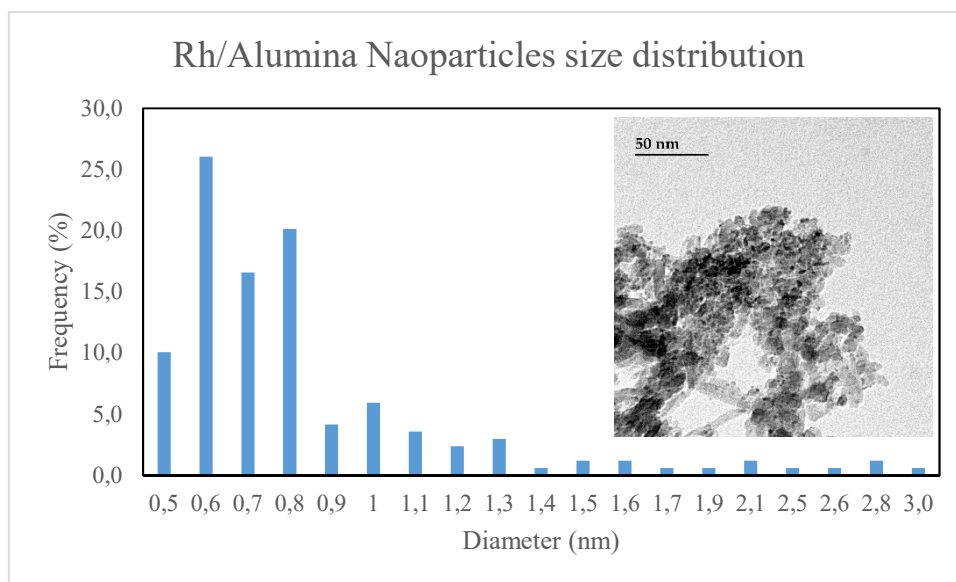 Rh/Alumina Naoparticles size distribution
30,0
25,0
20,0
15,0
10,0
5,0
0,0
Frequency (%)
50 nm
0,5 0,6 0,7 0,8 0,9 1 1,1 1,2 1,3 1,4 1,5 1,6 1,7 1,9 2,1 2,5 2,6 2,8 3,0
Diameter (nm)